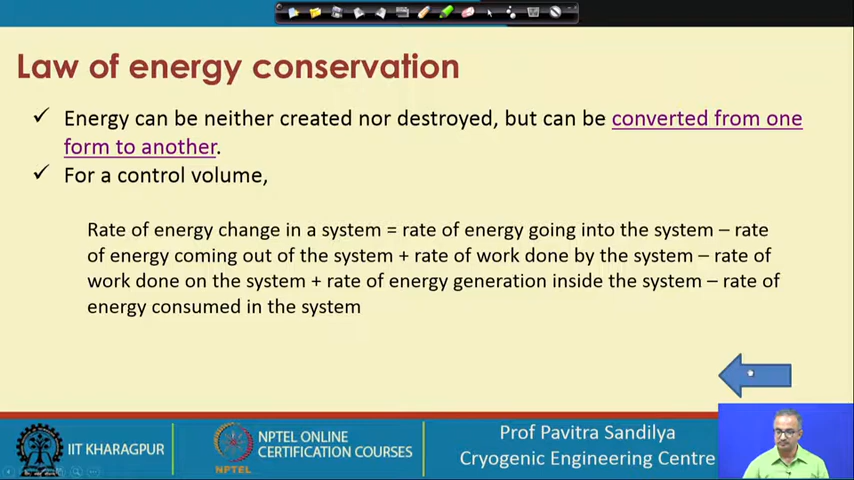 Law of energy conservation
✓ Energy can be neither created nor destroyed, but can be converted from one
form to another.
✓ For a control volume,
Rate of energy change in a system = rate of energy going into the system – rate
of energy coming out of the system + rate of work done by the system – rate of
work done on the system + rate of energy generation inside the system – rate of
energy consumed in the system
IIT KHARAGPUR
NPTEL
NPTEL ONLINE
CERTIFICATION COURSES
Prof Pavitra Sandilya
Cryogenic Engineering Centre